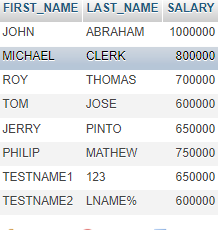 FIRST_NAME LAST_NAME SALARY
JOHN ABRAHAM 1000000
MICHAEL CLERK 800000
ROY THOMAS 700000
TOM JOSE 600000
JERRY PINTO 650000
PHILIP MATHEW 750000
TESTNAME1 123 650000
TESTNAME2 LNAME% 600000